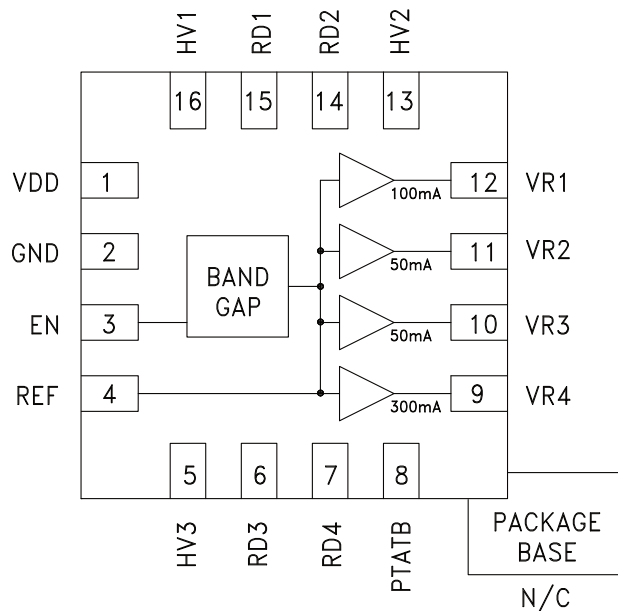 HV1
RD1
RD2
HV2
16
15
14
13
VDD
1
100mA
12
VR1
GND
2
BAND
GAP
50mA
11
VR2
EN
3
50mA
10
VR3
REF
4
300mA
9
VR4
5
6
7
8
HV3
RD3
RD4
PTATB
PACKAGE
BASE
N/C